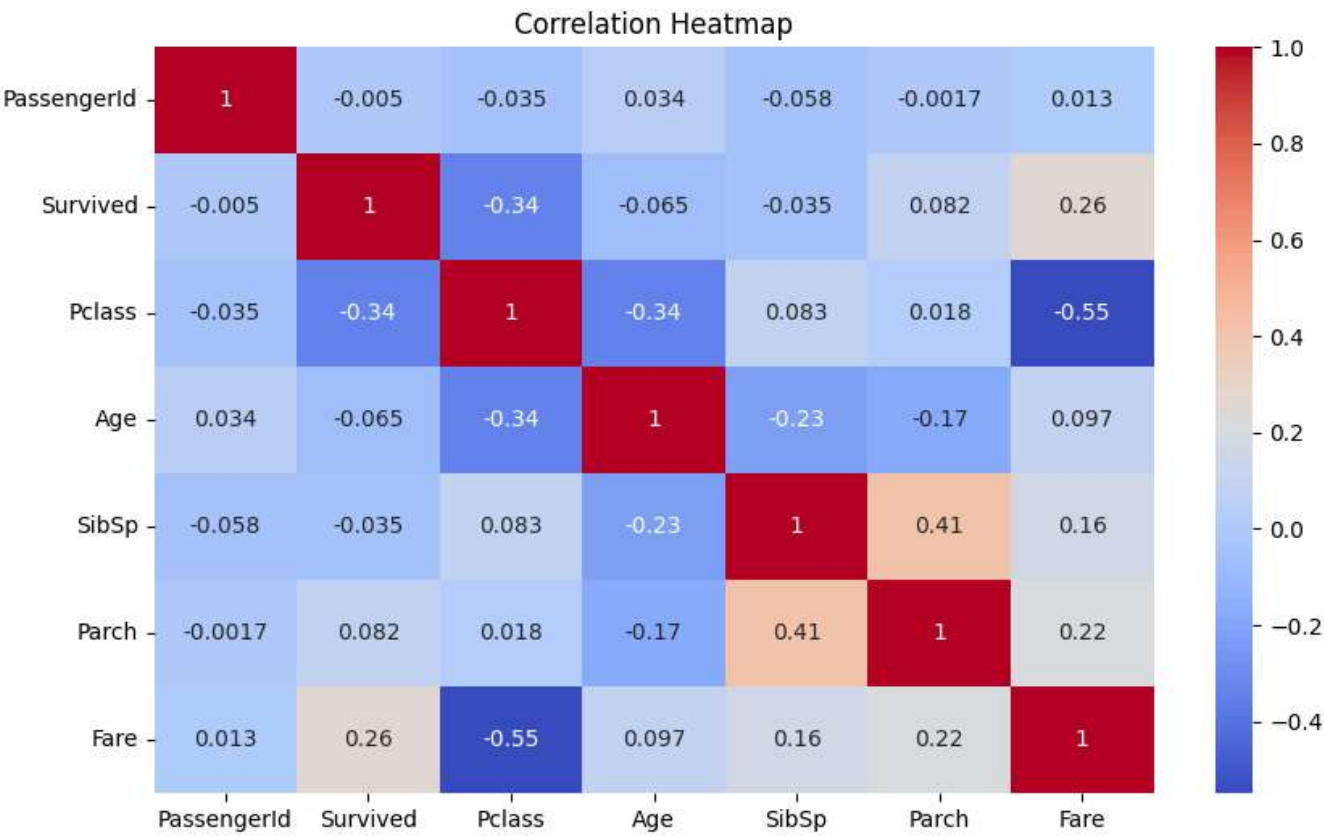 Correlation Heatmap
PassengerId 1 -0.005 -0.035 0.034 -0.058 -0.0017 0.013
Survived -0.005 1 -0.34 -0.065 -0.035 0.082 0.26
Pclass -0.035 -0.34 1 -0.34 0.083 0.018 -0.55
Age 0.034 -0.065 -0.34 1 -0.23 -0.17 0.097
SibSp -0.058 -0.035 0.083 -0.23 1 0.41 0.16
Parch -0.0017 0.082 0.018 -0.17 0.41 1 0.22
Fare 0.013 0.26 -0.55 0.097 0.16 0.22 1
PassengerId Survived Pclass Age SibSp Parch Fare
1.0
0.8
0.6
0.4
0.2
0.0
−0.2
−0.4